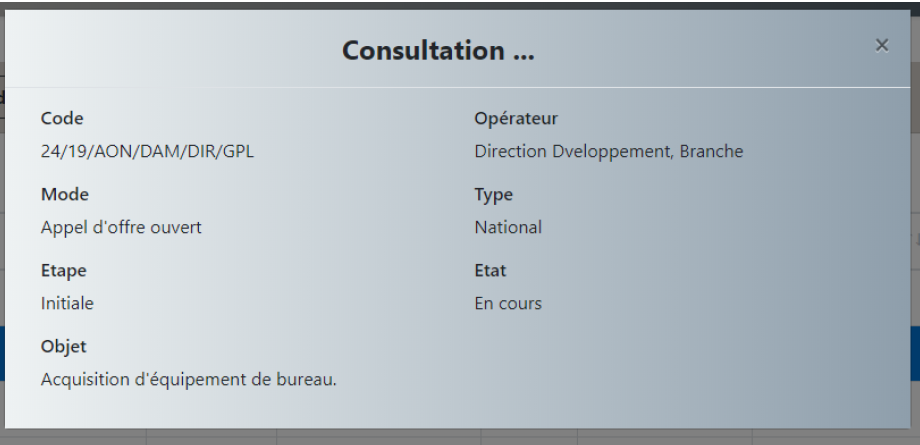 Consultation ...
×
Code
24/19/AON/DAM/DIR/GPL
Opérateur
Direction Dveloppement, Branche
Mode
Appel d'offre ouvert
Type
National
Etape
Initiale
Etat
En cours
Objet
Acquisition d'équipement de bureau.